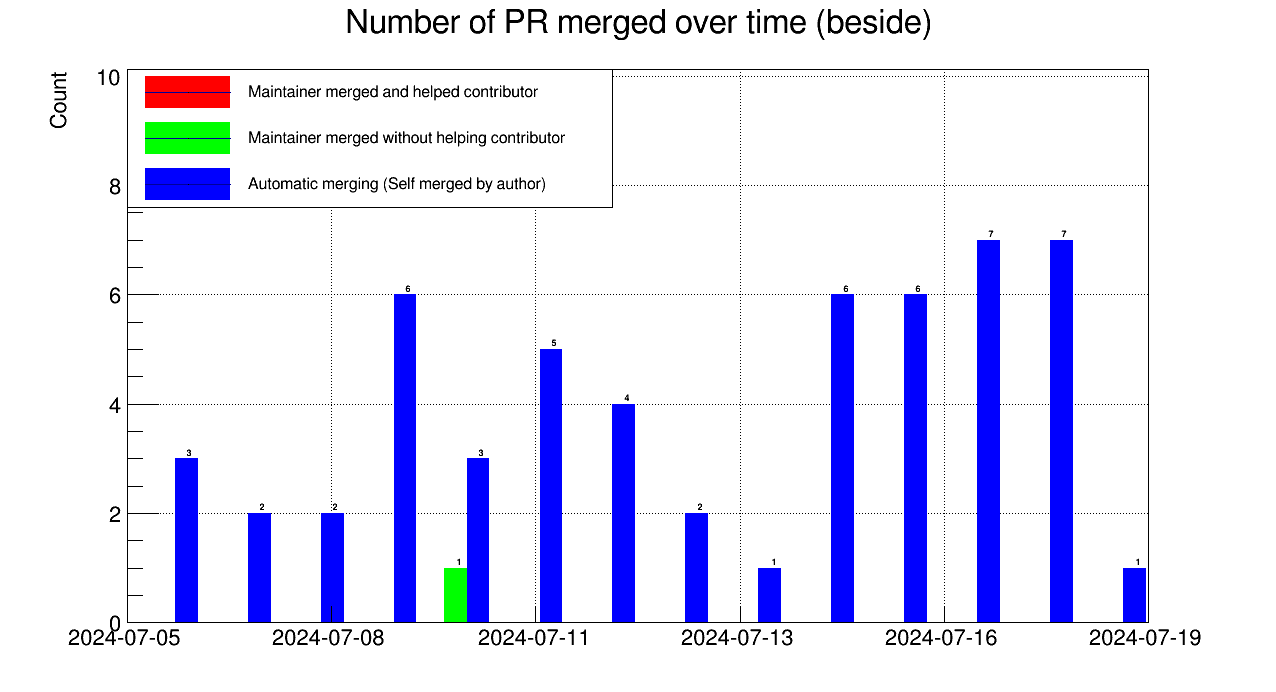 Number of PR merged over time (beside)
Count
10
Maintainer merged and helped contributor
Maintainer merged without helping contributor
8
Automatic merging (Self merged by author)
7 7
6
6 6 6
5
4
4
3 3
2
2 2 2
1 1 1
0
2024-07-05 2024-07-08 2024-07-11 2024-07-13 2024-07-16 2024-07-19